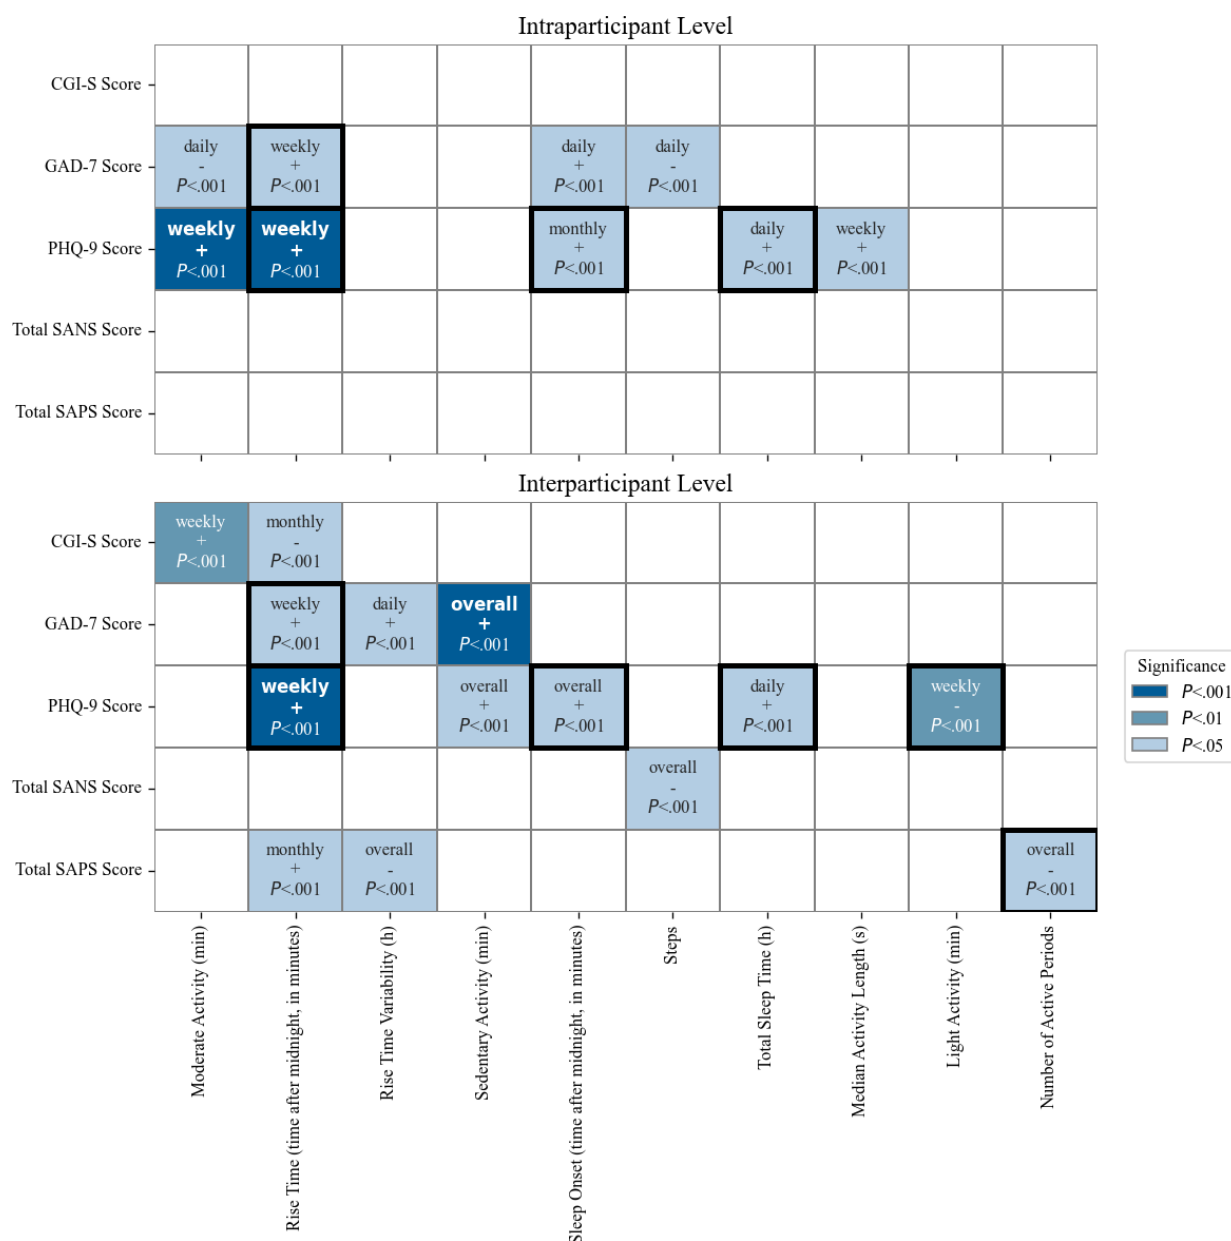 Intraparticipant Level
CGI-S Score
GAD-7 Score
daily
-
P<.001
weekly
+
P<.001
daily
+
P<.001
daily
-
P<.001
PHQ-9 Score
weekly
+
P<.001
weekly
+
P<.001
monthly
+
P<.001
daily
+
P<.001
weekly
+
P<.001
Total SANS Score
Total SAPS Score
Interparticipant Level
CGI-S Score
weekly
+
P<.001
monthly
-
P<.001
GAD-7 Score
weekly
+
P<.001
daily
+
P<.001
overall
+
P<.001
PHQ-9 Score
weekly
+
P<.001
overall
+
P<.001
overall
+
P<.001
daily
+
P<.001
weekly
-
P<.001
Total SANS Score
overall
-
P<.001
Total SAPS Score
monthly
+
P<.001
overall
-
P<.001
overall
-
P<.001
Moderate Activity (min)
Rise Time (time after midnight, in minutes)
Rise Time Variability (h)
Sedentary Activity (min)
Sleep Onset (time after midnight, in minutes)
Steps
Total Sleep Time (h)
Median Activity Length (s)
Light Activity (min)
Number of Active Periods
Significance
P<.001
P<.01
P<.05